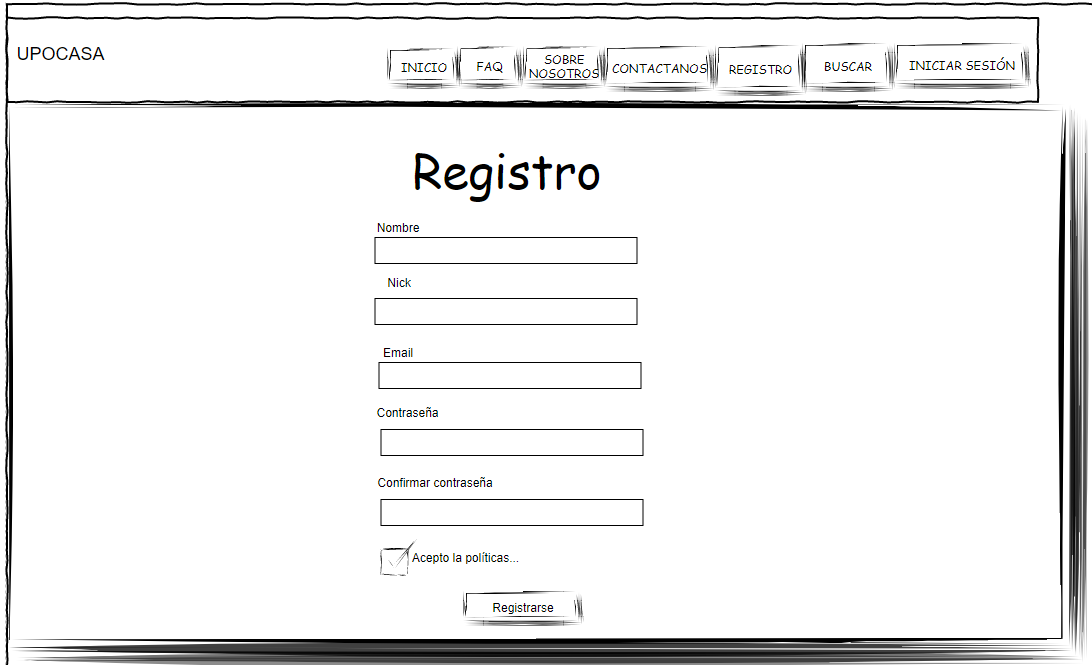 UPOCASA
INICIO
FAQ
SOBRE
NOSOTROS
CONTACTANOS
REGISTRO
BUSCAR
INICIAR SESIÓN
Registro
Nombre
Nick
Email
Contraseña
Confirmar contraseña
Acepto la políticas...
Registrarse